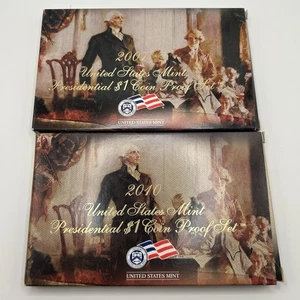 United States Mint
Presidential $1 Coin Proof Set
UNITED STATES MINT
2010
United States Mint
Presidential $1 Coin Proof Set
UNITED STATES MINT